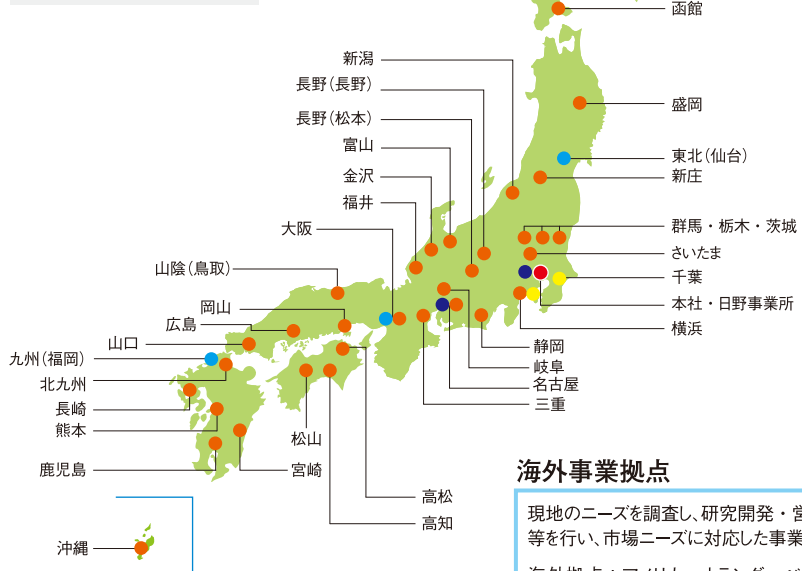 函館
新潟
長野（長野）
盛岡
長野（松本）
富山
東北（仙台）
金沢
新庄
福井
大阪
群馬・栃木・茨城
さいたま
山陰（鳥取）
千葉
岡山
本社・日野事業所
広島
横浜
山口
静岡
九州（福岡）
岐阜
北九州
名古屋
長崎
三重
熊本
松山
鹿児島
宮崎
高松
高知
沖縄
海外事業拠点
現地のニーズを調査し、研究開発・営
等を行い、市場ニーズに対応した事業